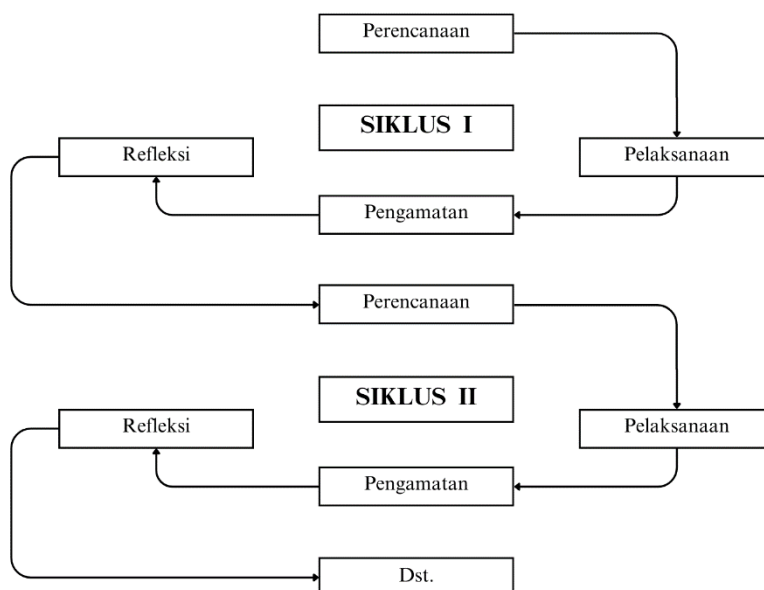 Perencanaan
SIKLUS I
Refleksi
Pelaksanaan
Pengamatan
Perencanaan
SIKLUS II
Refleksi
Pelaksanaan
Pengamatan
Dst.